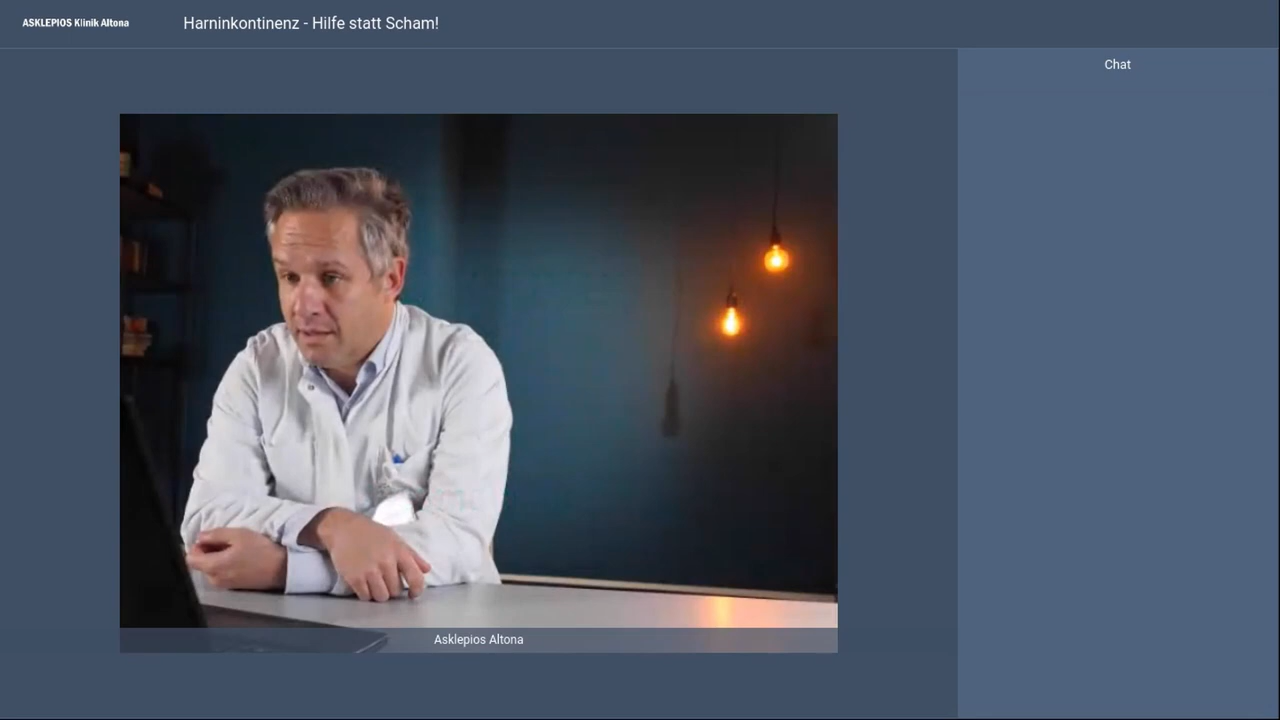 ASKLEPIOS Klinik Altona
Harninkontinenz - Hilfe statt Scham!
Chat
Asklepios Altona